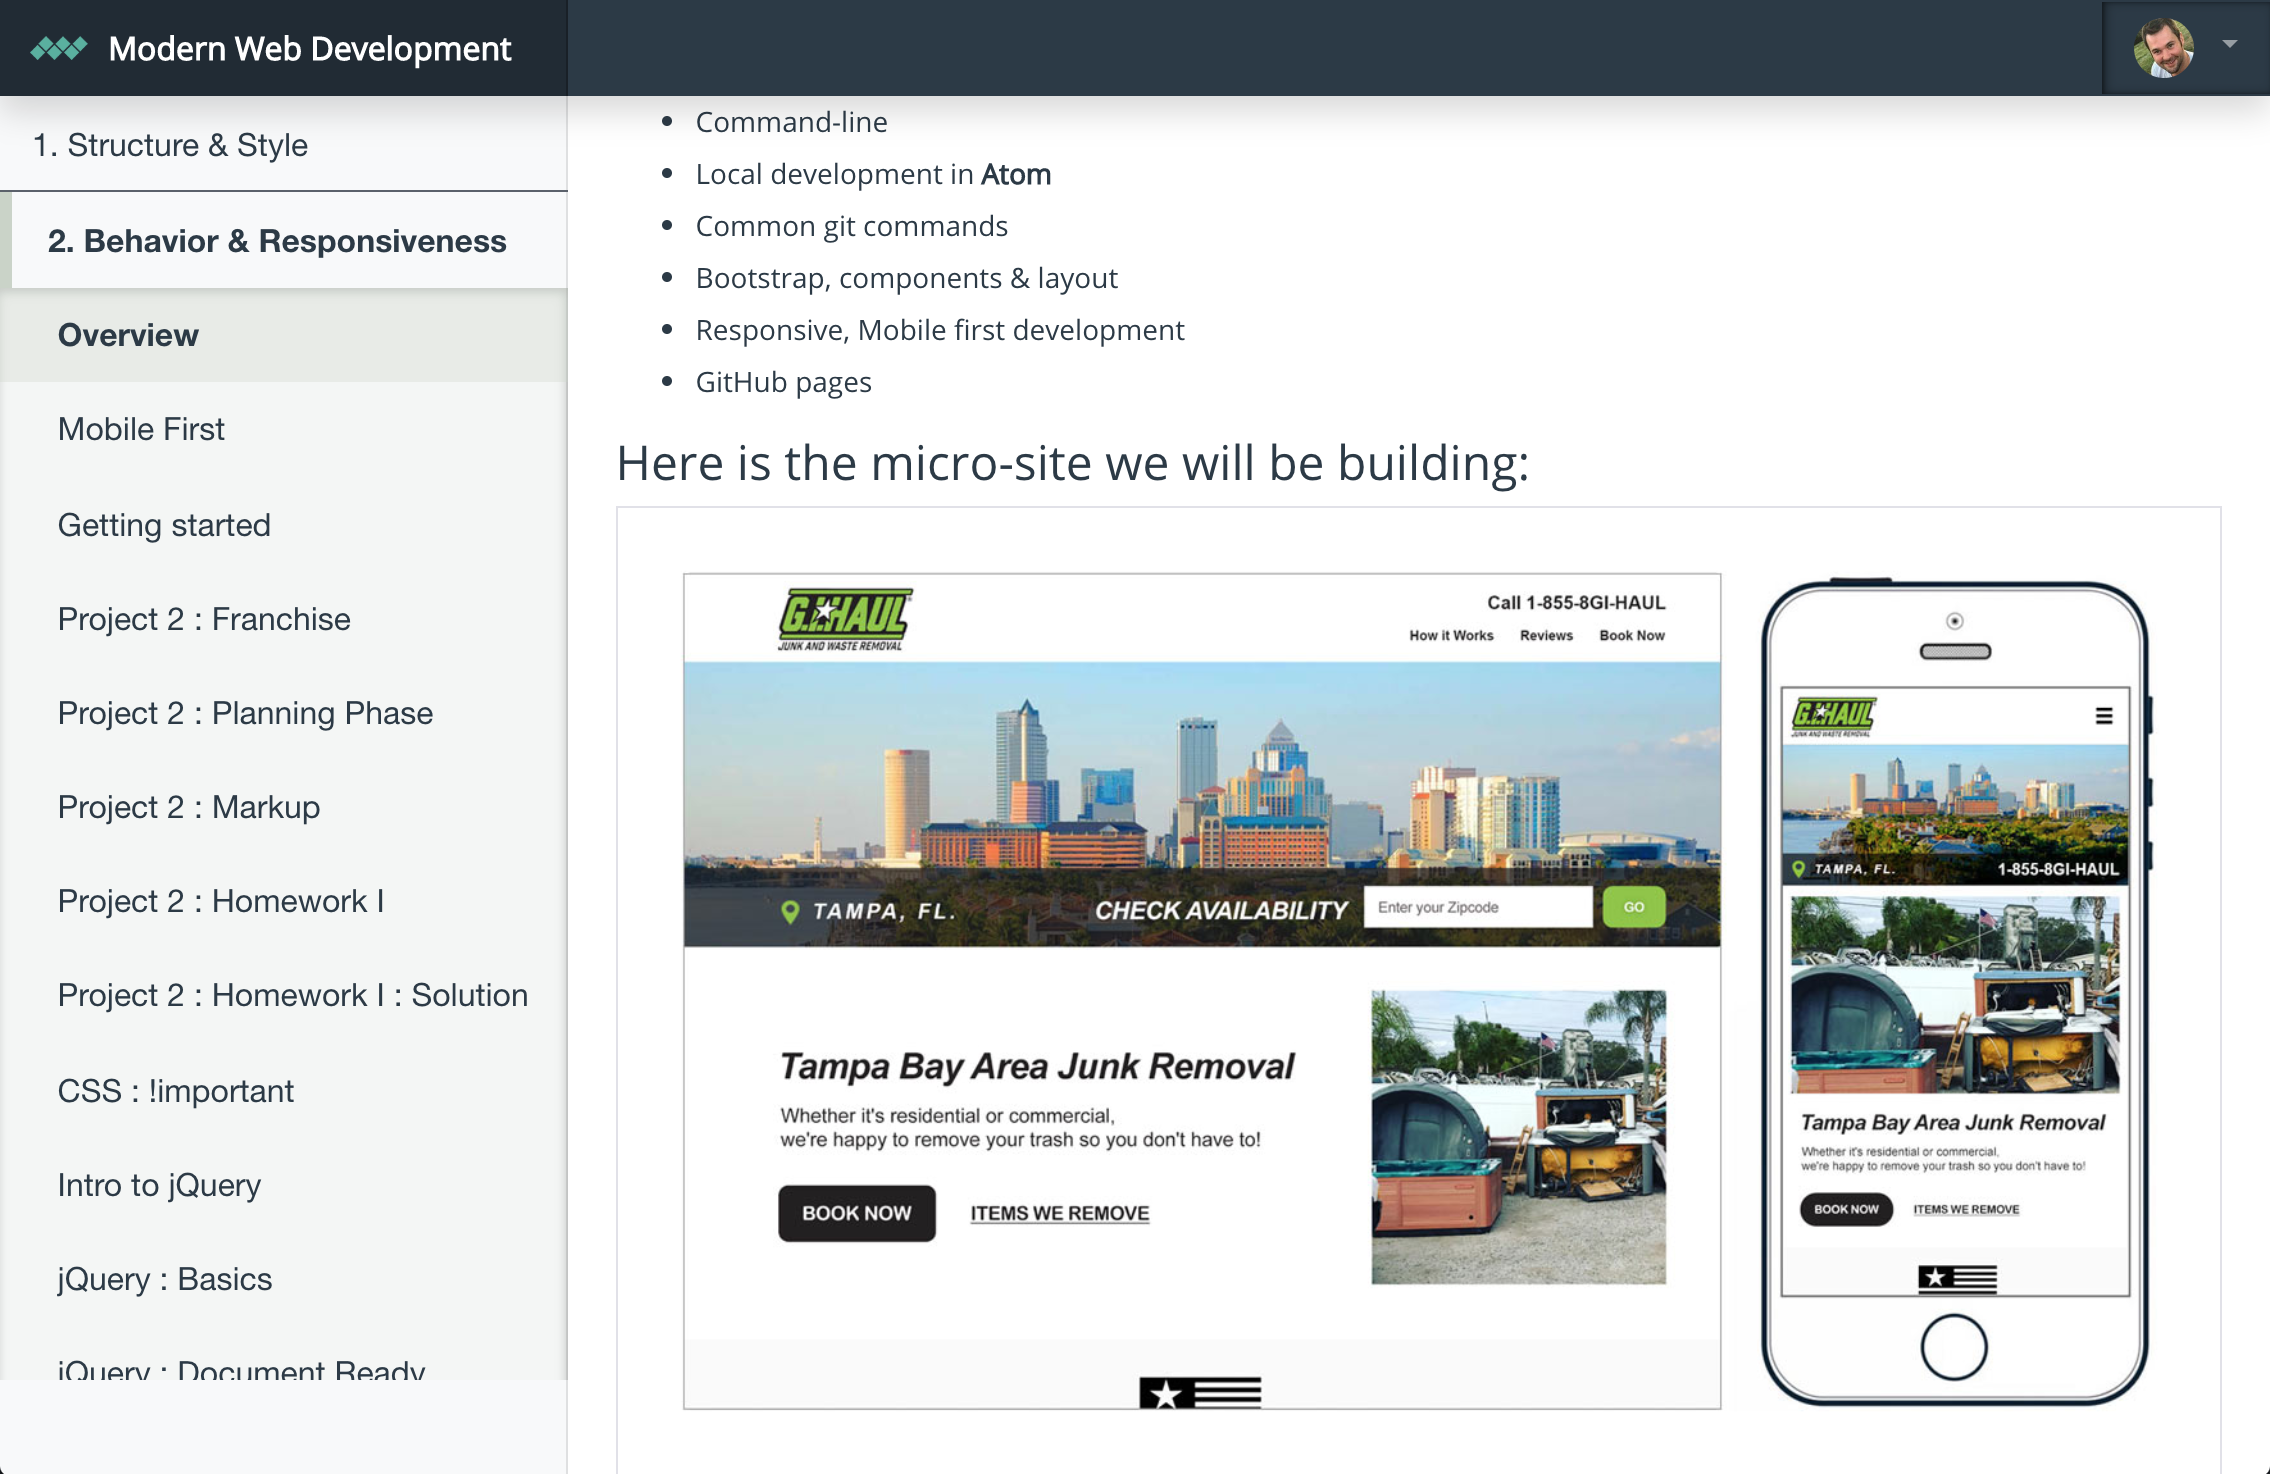 Modern Web Development
1. Structure & Style
2. Behavior & Responsiveness
Overview
Mobile First
Getting started
Project 2 : Franchise
Project 2 : Planning Phase
Project 2 : Markup
Project 2 : Homework I
Project 2 : Homework I : Solution
CSS : !important
Intro to jQuery
jQuery : Basics
jQuery : Document Ready
Command-line
Local development in Atom
Common git commands
Bootstrap, components & layout
Responsive, Mobile first development
GitHub pages
Here is the micro-site we will be building:
G.I.HAUL
JUNK AND WASTE REMOVAL
Call 1-855-8GI-HAUL
How it Works Reviews Book Now
TAMPA, FL. CHECK AVAILABILITY Enter your Zipcode GO
Tampa Bay Area Junk Removal
Whether it's residential or commercial,
we're happy to remove your trash so you don't have to!
BOOK NOW ITEMS WE REMOVE
G.I.HAUL
JUNK AND WASTE REMOVAL
TAMPA, FL. 1-855-8GI-HAUL
Tampa Bay Area Junk Removal
Whether it's residential or commercial,
we're happy to remove your trash so you don't have to!
BOOK NOW ITEMS WE REMOVE